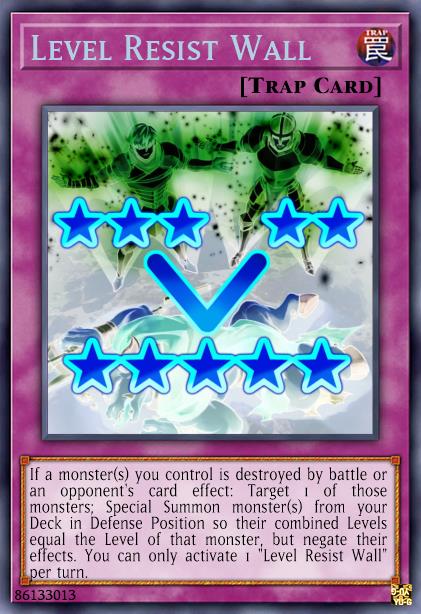 Level Resist Wall
TRAP
罠
[Trap Card]
If a monster(s) you control is destroyed by battle or
an opponent's card effect: Target 1 of those
monsters; Special Summon monster(s) from your
Deck in Defense Position so their combined Levels
equal the Level of that monster, but negate their
effects. You can only activate 1 "Level Resist Wall"
per turn.
86133013